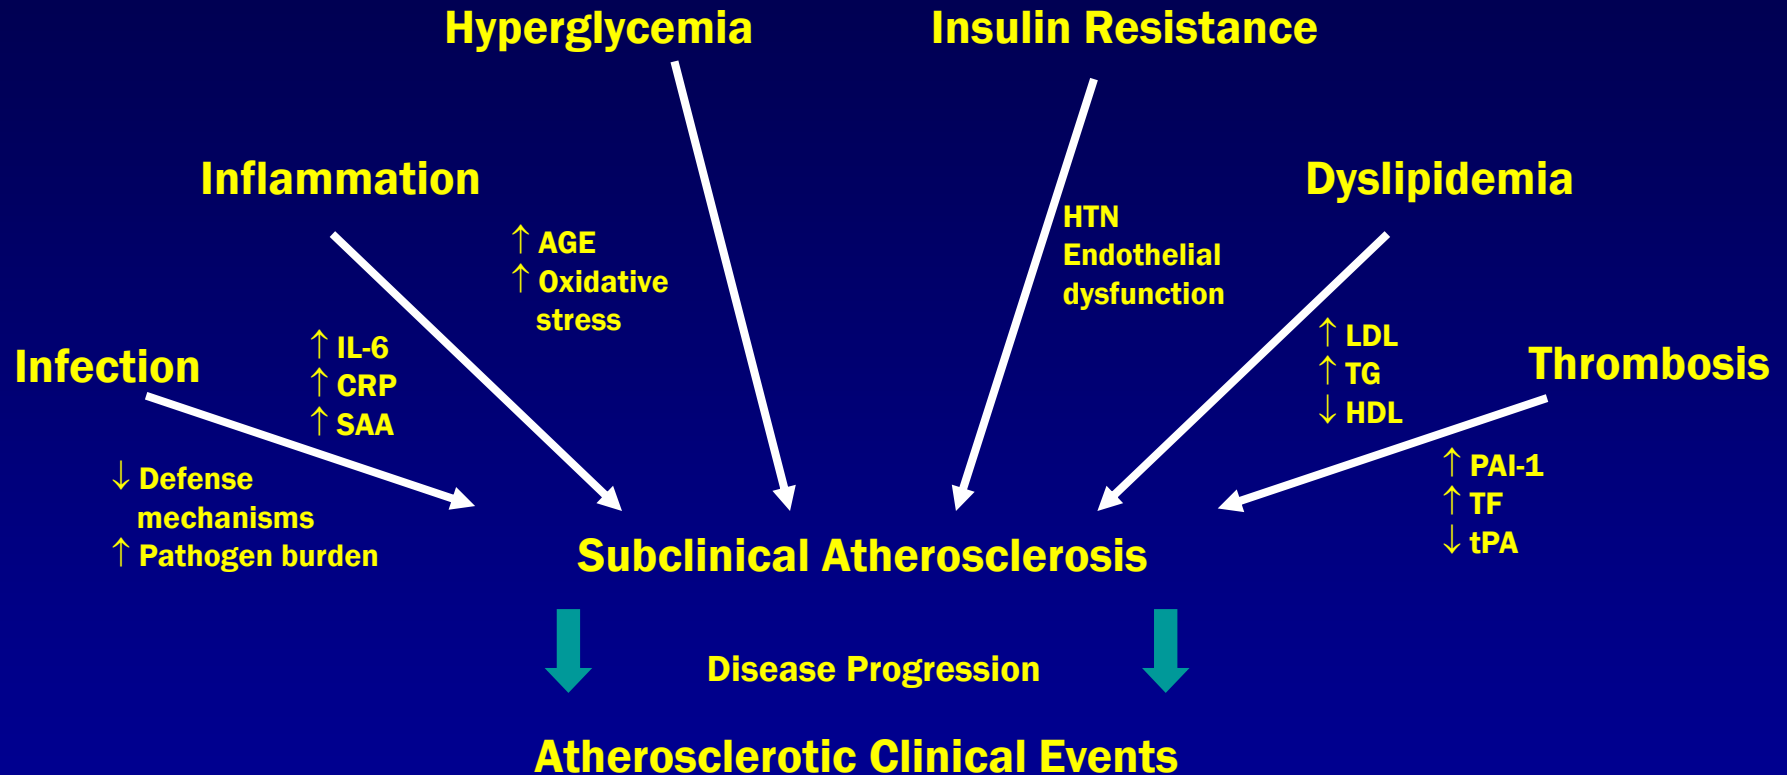 Hyperglycemia
Insulin Resistance
Inflammation
Dyslipidemia
↑ AGE
↑ Oxidative
stress
HTN
Endothelial
dysfunction
Infection
↑ IL-6
↑ CRP
↑ SAA
↑ LDL
↑ TG
↓ HDL
Thrombosis
↓ Defense
mechanisms
↑ Pathogen burden
↑ PAI-1
↑ TF
↓ tPA
Subclinical Atherosclerosis
Disease Progression
Atherosclerotic Clinical Events